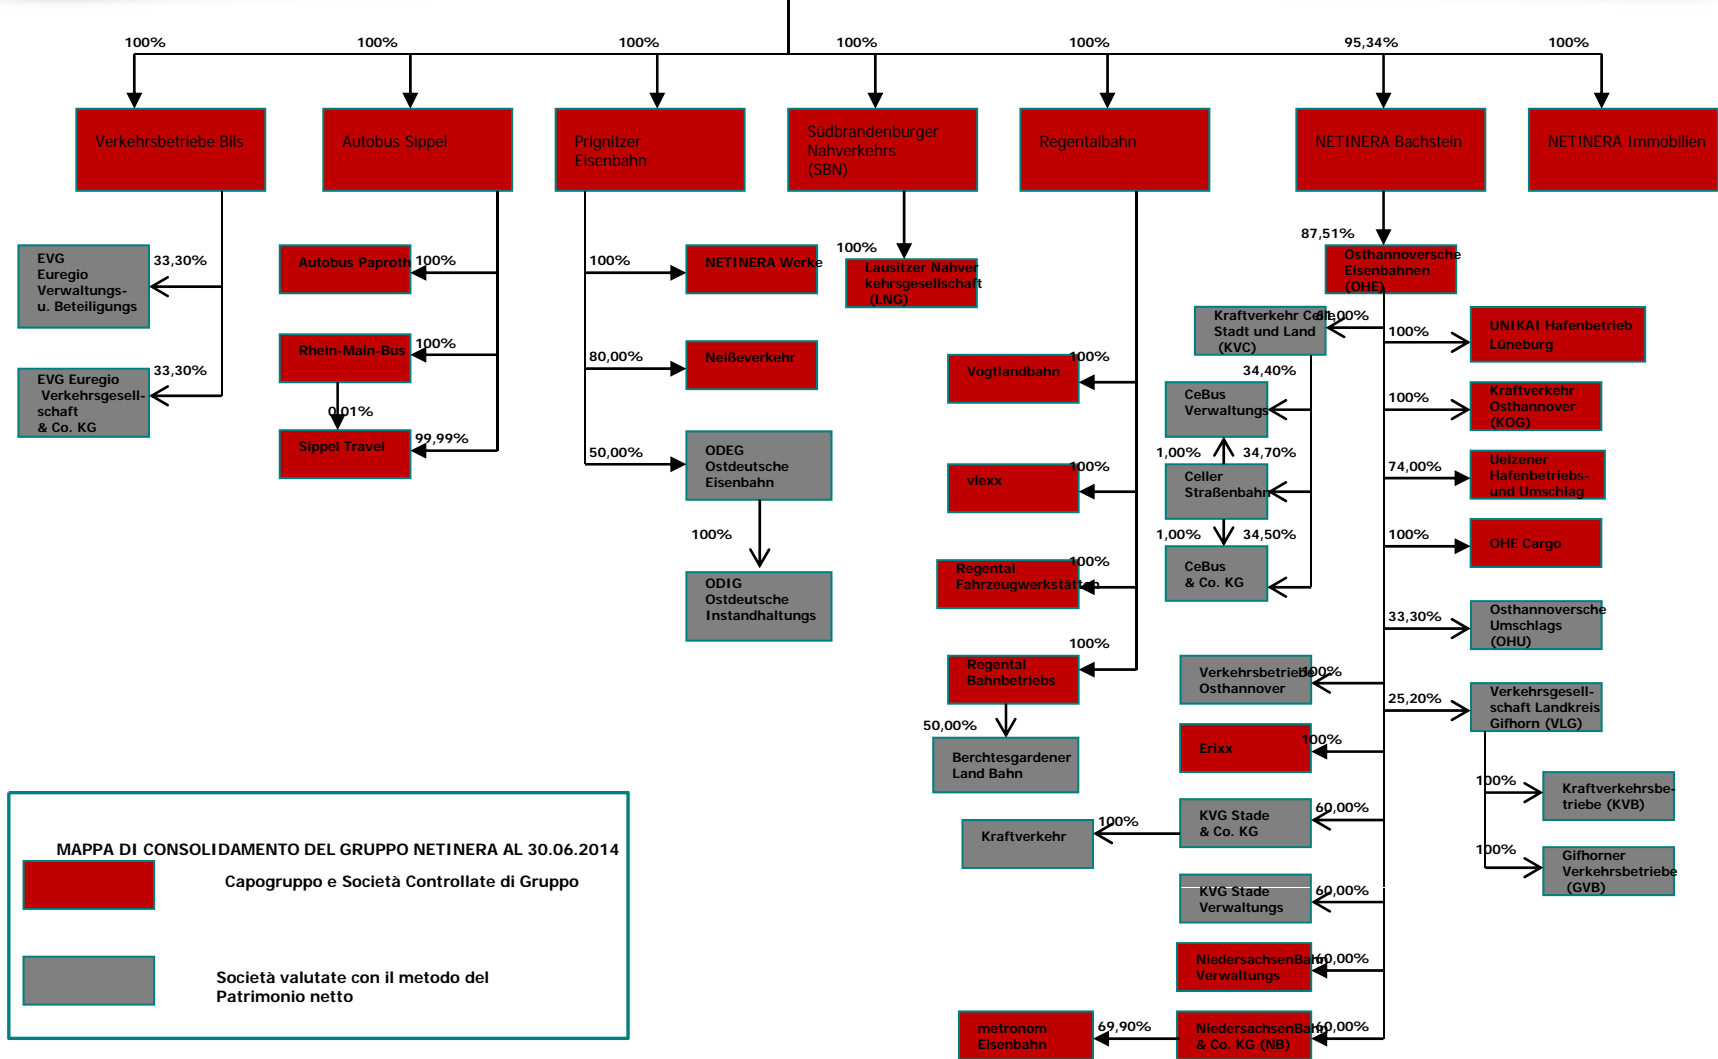 100%
100%
100%
100%
100%
95,34%
100%
Verkehrsbetriebe Bils
Autobus Sippel
Prignitzer
Eisenbahn
Südbrandenburger
Nahverkehrs
(SBN)
Regentalbahn
NETINERA Bachstein
NETINERA Immobilien
EVG
Euregio
Verwaltungs-
u. Beteiligungs
33,30%
EVG Euregio
Verkehrsgesell-
schaft
& Co. KG
33,30%
Autobus Paproth
100%
Rhein-Main-Bus
100%
0,01%
Sippel Travel
99,99%
100%
NETINERA Werke
80,00%
Neißeverkehr
50,00%
ODEG
Ostdeutsche
Eisenbahn
100%
ODIG
Ostdeutsche
Instandhaltungs
100%
Lausitzer Nahver
kehrsgesellschaft
(LNG)
Vogtlandbahn
100%
vlexx
100%
Regental
Fahrzeugwerkstätten
100%
Regental
Bahnbetriebs
100%
50,00%
Berchtesgardener
Land Bahn
87,51%
Osthannoversche
Eisenbahnen
(OHE)
Kraftverkehr Celle
Stadt und Land
(KVC)
61,00%
34,40%
CeBus
Verwaltungs
1,00%
34,70%
Celler
Straßenbahn
1,00%
34,50%
CeBus
& Co. KG
Verkehrsbetriebe
Osthannover
100%
Erixx
100%
KVG Stade
& Co. KG
60,00%
100%
Kraftverkehr
KVG Stade
Verwaltungs
60,00%
NiedersachsenBahn
Verwaltungs
60,00%
NiedersachsenBahn
& Co. KG (NB)
60,00%
69,90%
metronom
Eisenbahn
100%
UNIKAI Hafenbetrieb
Lüneburg
100%
Kraftverkehr
Osthannover
(KOG)
74,00%
Uelzener
Hafenbetriebs-
und Umschlag
100%
OHE Cargo
33,30%
Osthannoversche
Umschlags
(OHU)
25,20%
Verkehrsgesell-
schaft Landkreis
Gifhorn (VLG)
100%
Kraftverkehrsbe-
triebe (KVB)
100%
Gifhorner
Verkehrsbetriebe
(GVB)
MAPPA DI CONSOLIDAMENTO DEL GRUPPO NETINERA AL 30.06.2014
Capogruppo e Società Controllate di Gruppo
Società valutate con il metodo del
Patrimonio netto